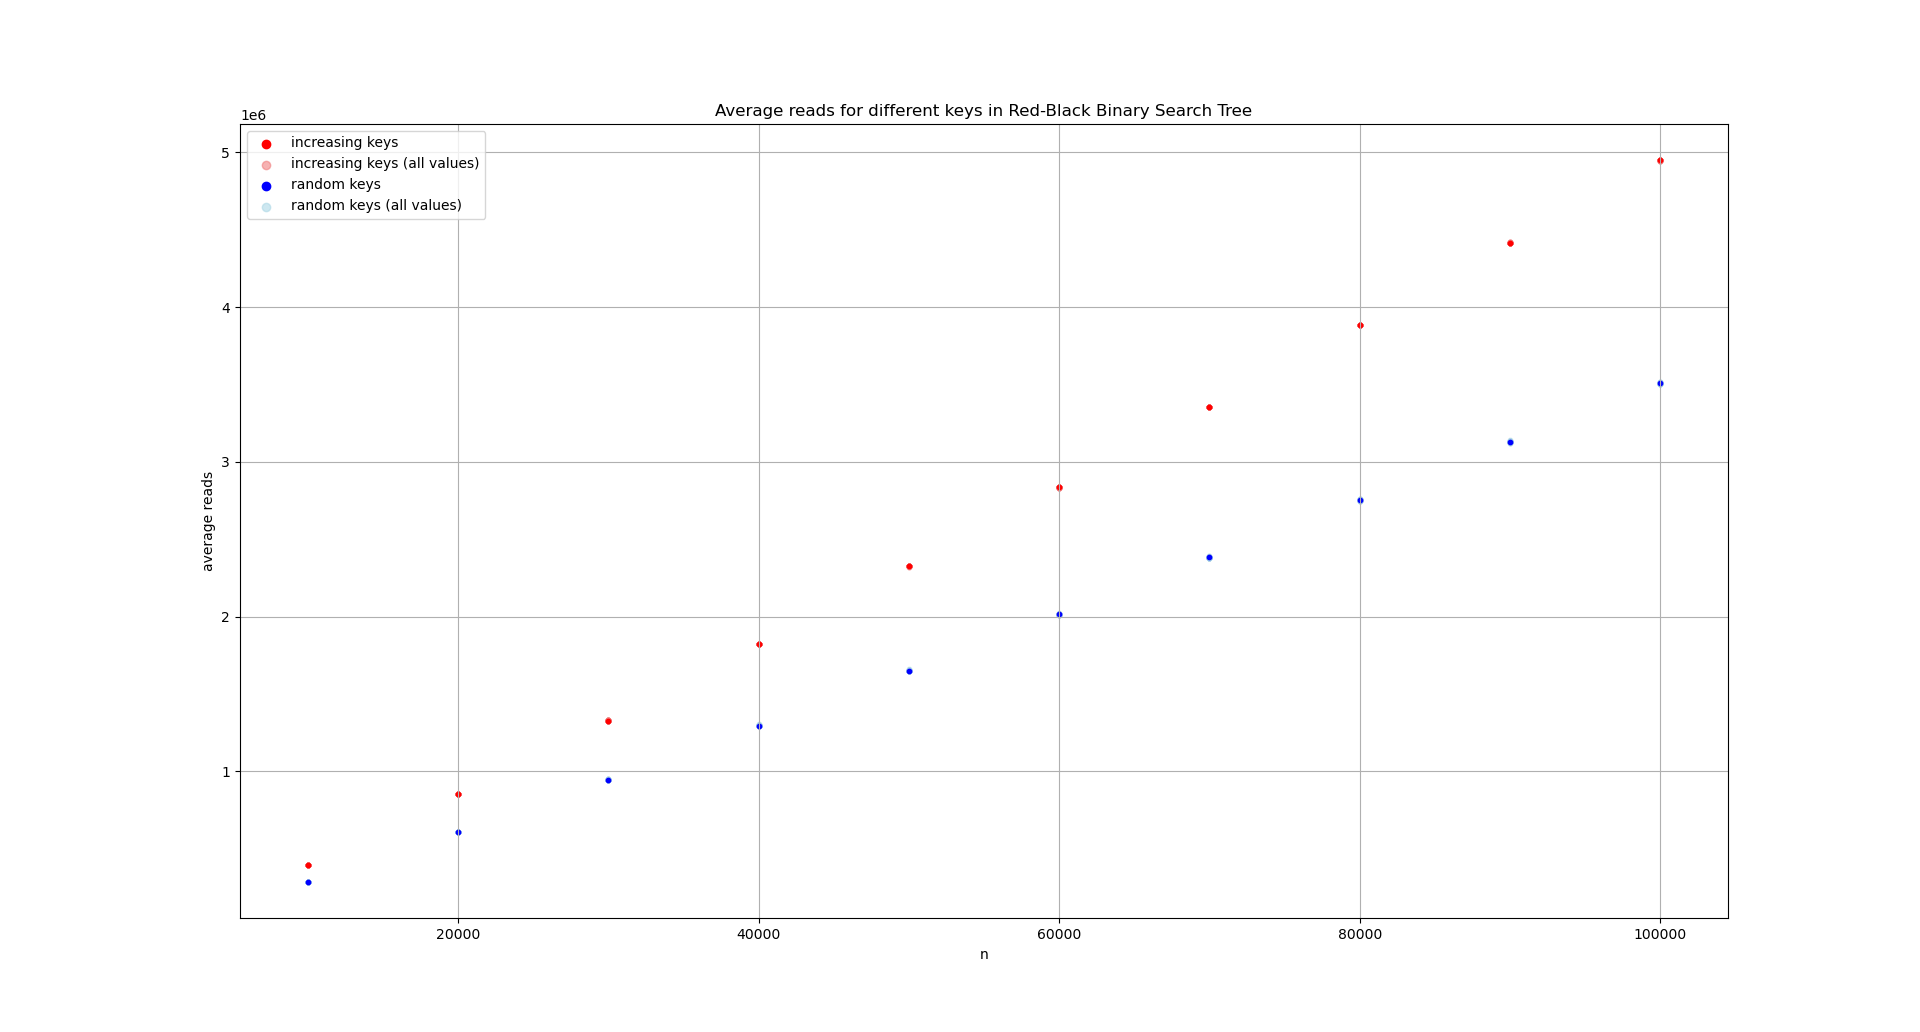 Average reads for different keys in Red-Black Binary Search Tree
1e6
increasing keys
increasing keys (all values)
random keys
random keys (all values)
5
4
3
2
1
average reads
20000 40000 60000 80000 100000
n